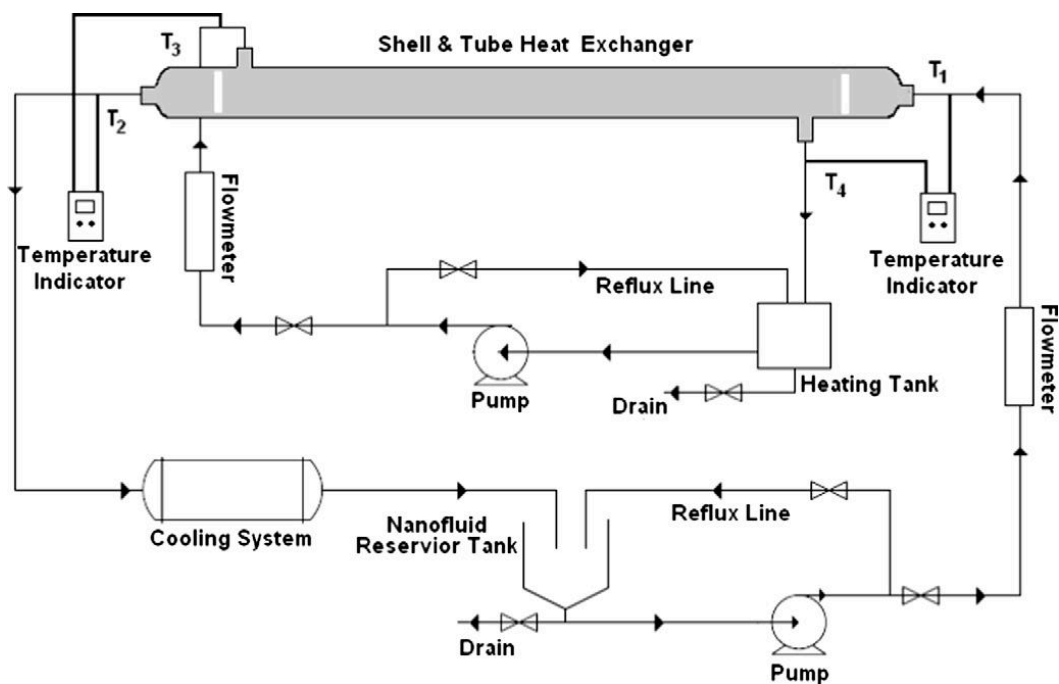 Shell & Tube Heat Exchanger
T3
T1
T2
T4
Flowmeter
Temperature
Indicator
Temperature
Indicator
Reflux Line
Flowmeter
Heating Tank
Pump
Drain
Cooling System
Nanofluid
Reservior Tank
Reflux Line
Drain
Pump